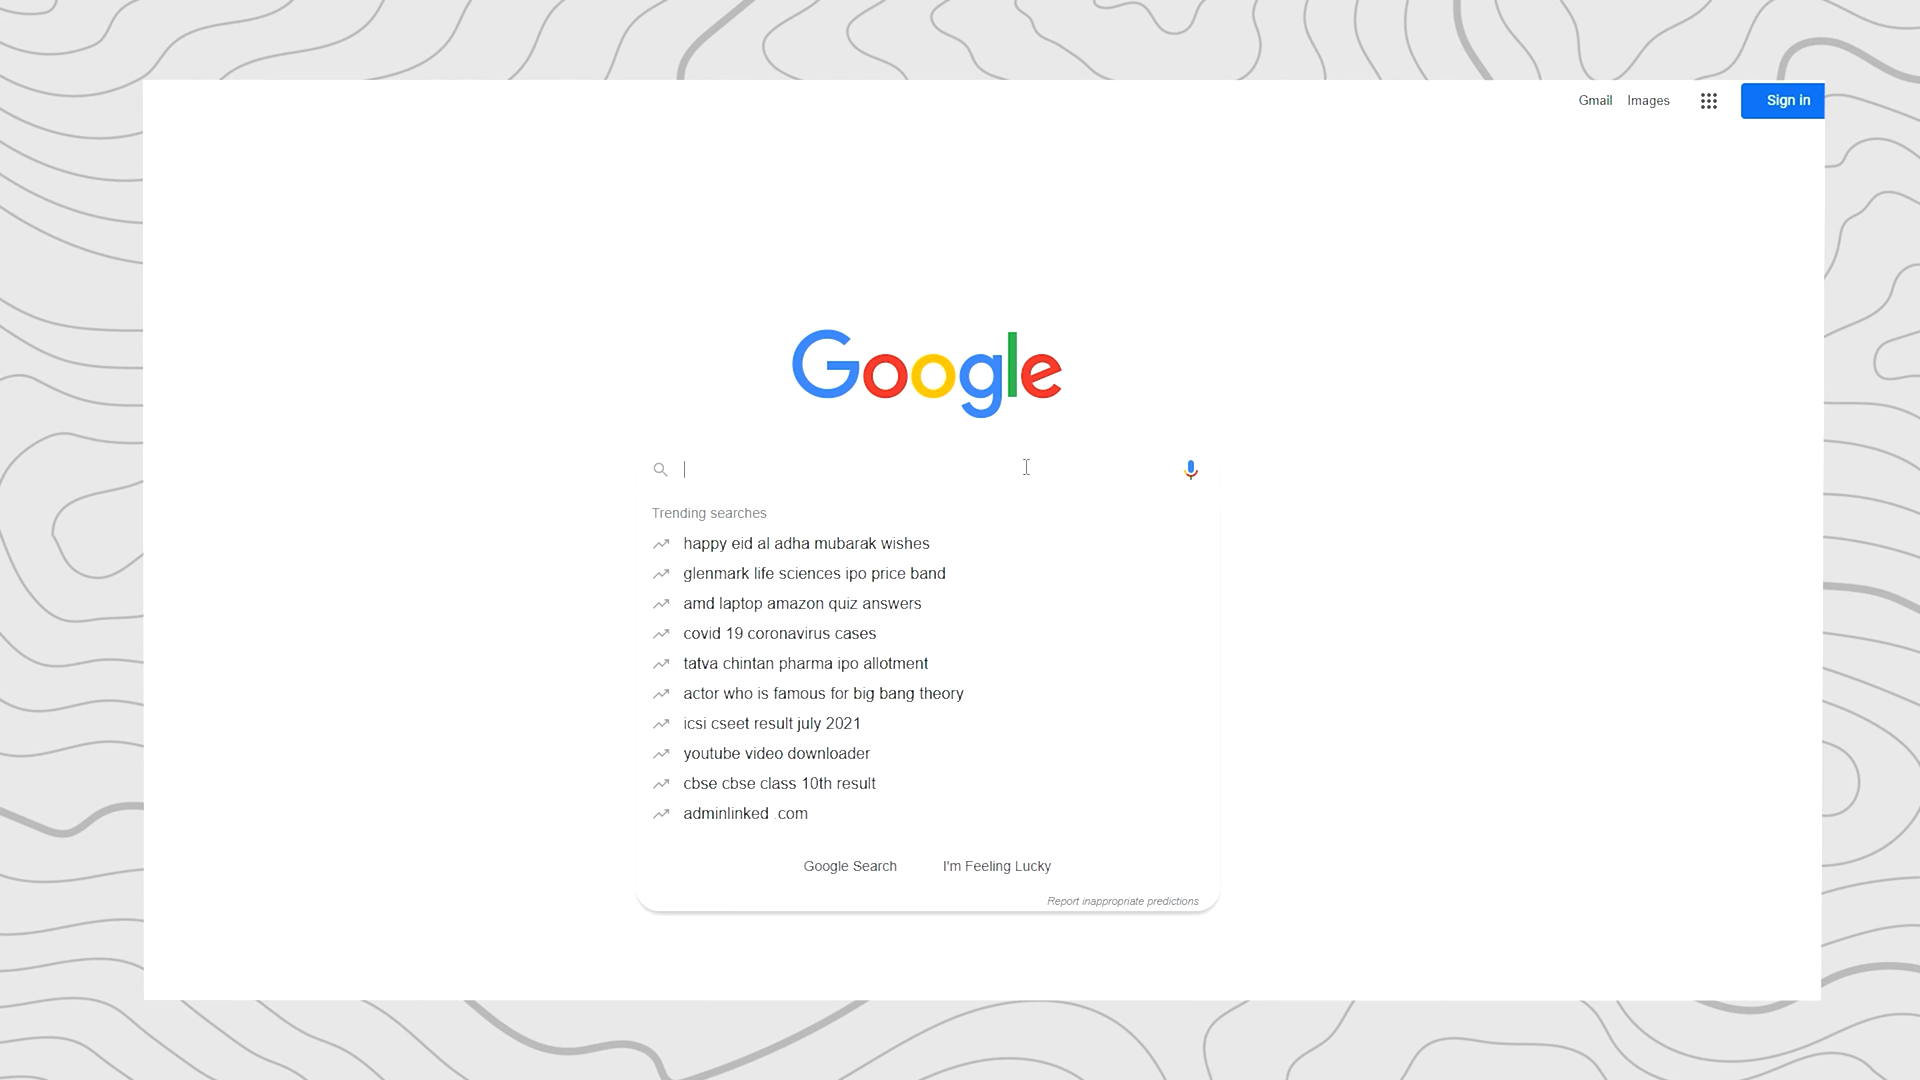 Gmail Images Sign in
Google
Trending searches
happy eid al adha mubarak wishes
glenmark life sciences ipo price band
amd laptop amazon quiz answers
covid 19 coronavirus cases
tatva chintan pharma ipo allotment
actor who is famous for big bang theory
icsi cseet result july 2021
youtube video downloader
cbse cbse class 10th result
adminlinked .com
Google Search I'm Feeling Lucky
Report inappropriate predictions